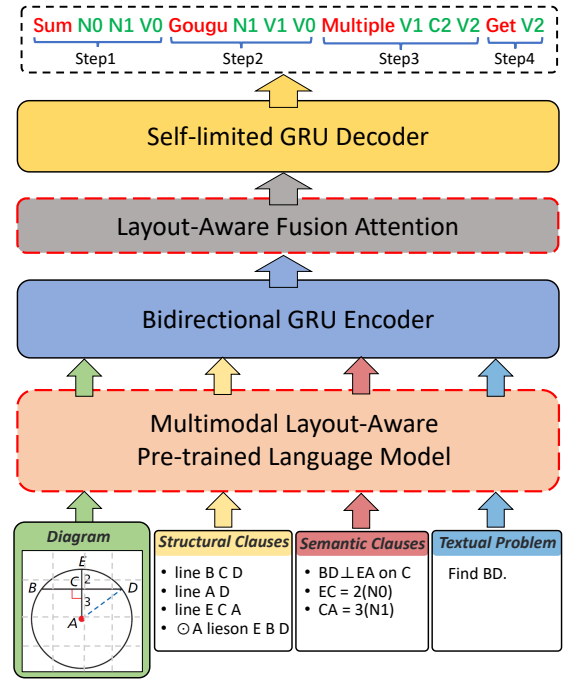 Sum N0 N1 V0 Gougu N1 V1 V0 Multiple V1 C2 V2 Get V2
Step1 Step2 Step3 Step4
Self-limited GRU Decoder
Layout-Aware Fusion Attention
Bidirectional GRU Encoder
Multimodal Layout-Aware
Pre-trained Language Model
Diagram
E
2
C
B
D
3
A
Structural Clauses
• line B C D
• line A D
• line E C A
• ⊙A lieson E B D
Semantic Clauses
• BD⊥EA on C
• EC = 2(N0)
• CA = 3(N1)
Textual Problem
Find BD.